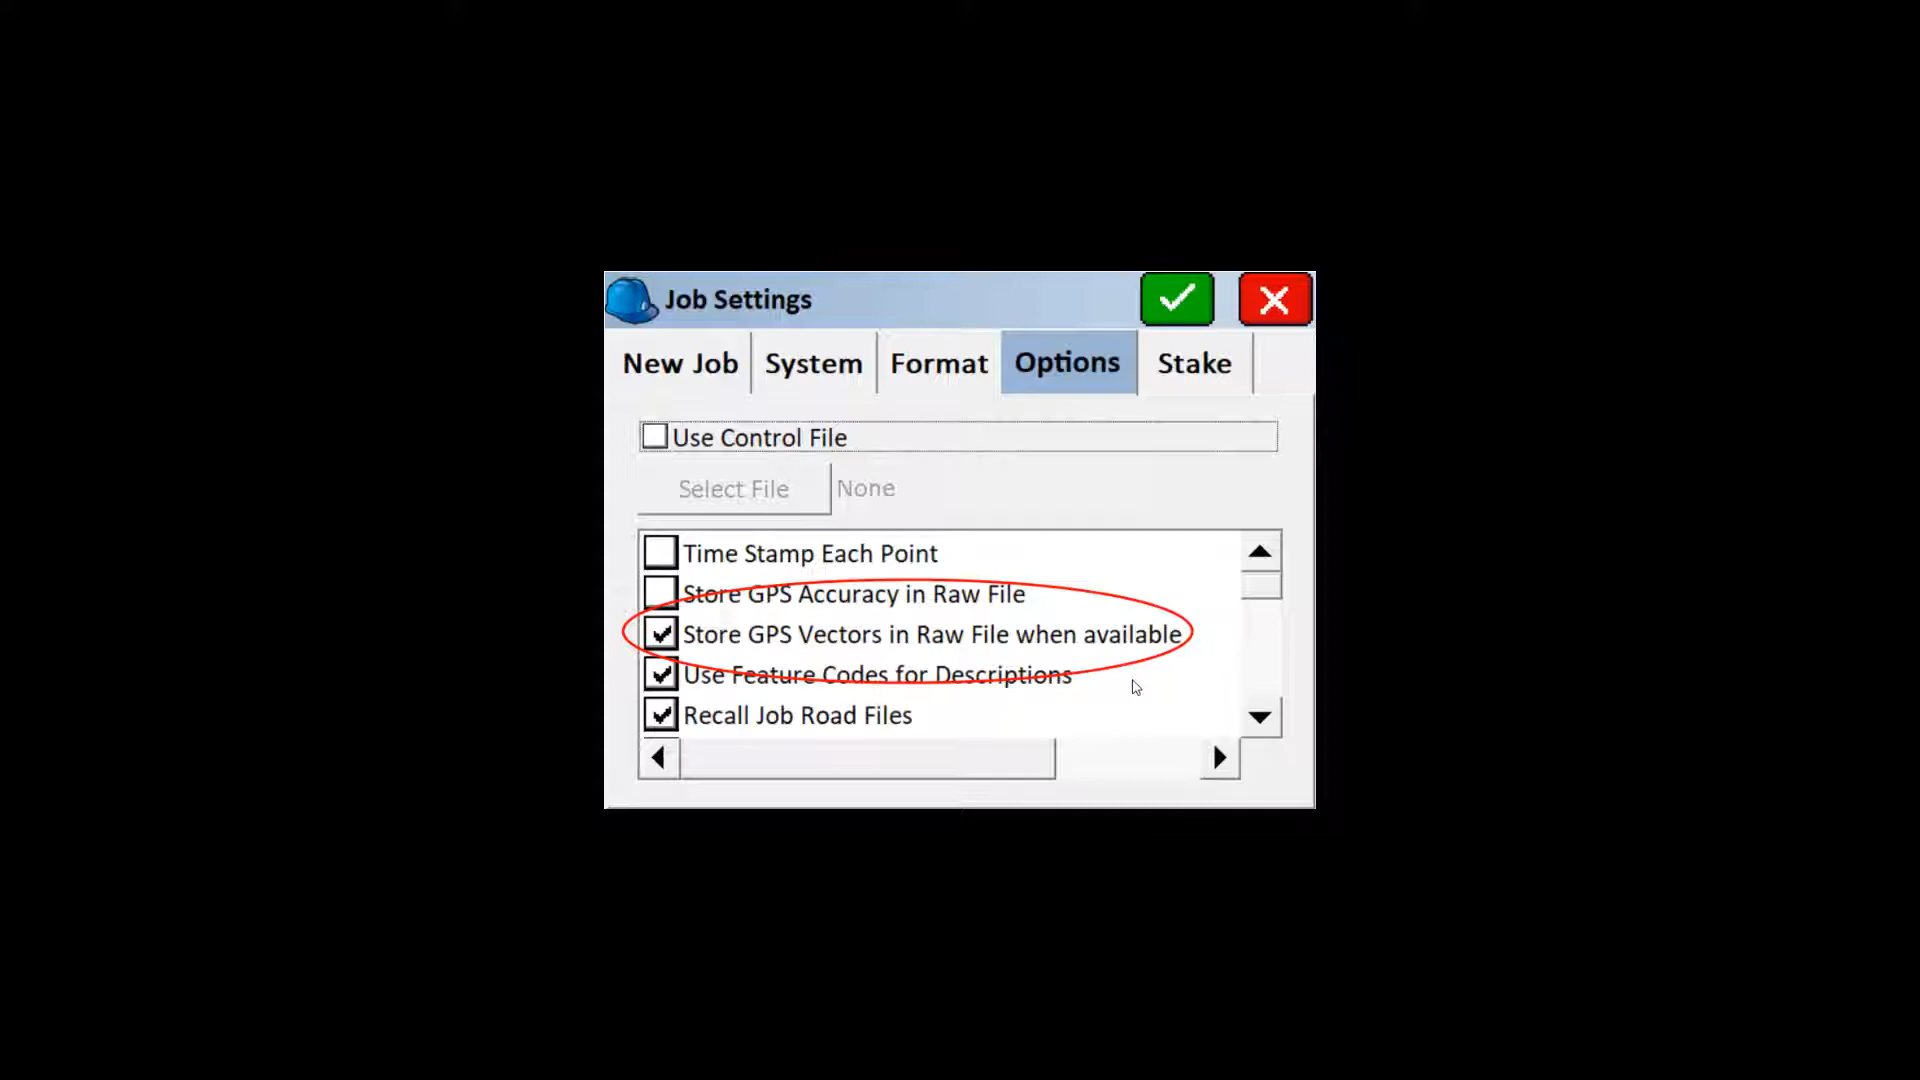 Job Settings
New Job System Format Options Stake
Use Control File
Select File None
Time Stamp Each Point
Store GPS Accuracy in Raw File
Store GPS Vectors in Raw File when available
Use Feature Codes for Descriptions
Recall Job Road Files